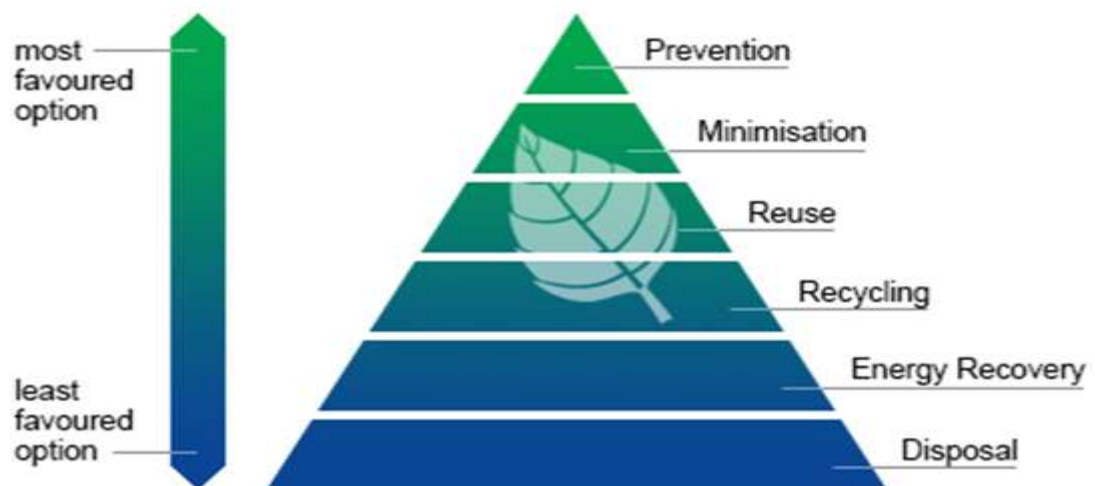 most
favoured
option
Prevention
Minimisation
Reuse
Recycling
Energy Recovery
least
favoured
option
Disposal